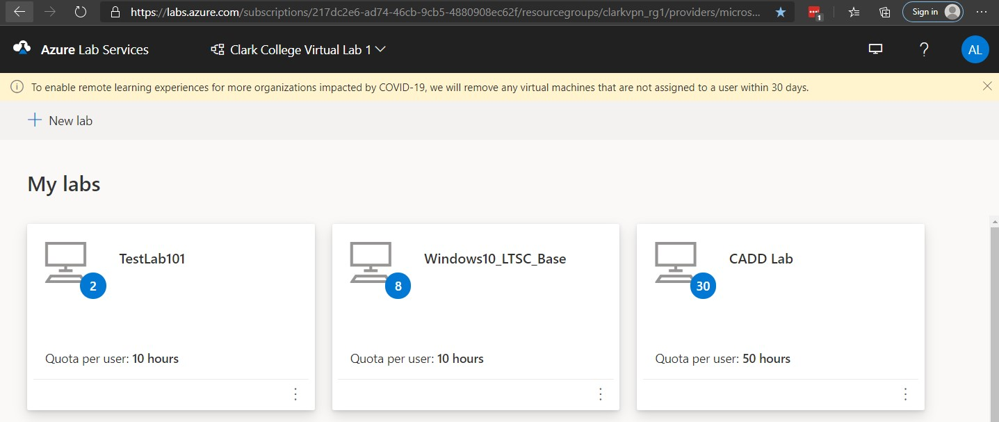 https://labs.azure.com/subscriptions/217dc2e6-ad74-46cb-9cb5-4880908ec62f/resourcegroups/clarkvpn_rg1/providers/micros...
1
Sign in
Azure Lab Services
Clark College Virtual Lab 1
?
AL
To enable remote learning experiences for more organizations impacted by COVID-19, we will remove any virtual machines that are not assigned to a user within 30 days.
+ New lab
My labs
TestLab101
2
Quota per user: 10 hours
Windows10_LTSC_Base
8
Quota per user: 10 hours
CADD Lab
30
Quota per user: 50 hours